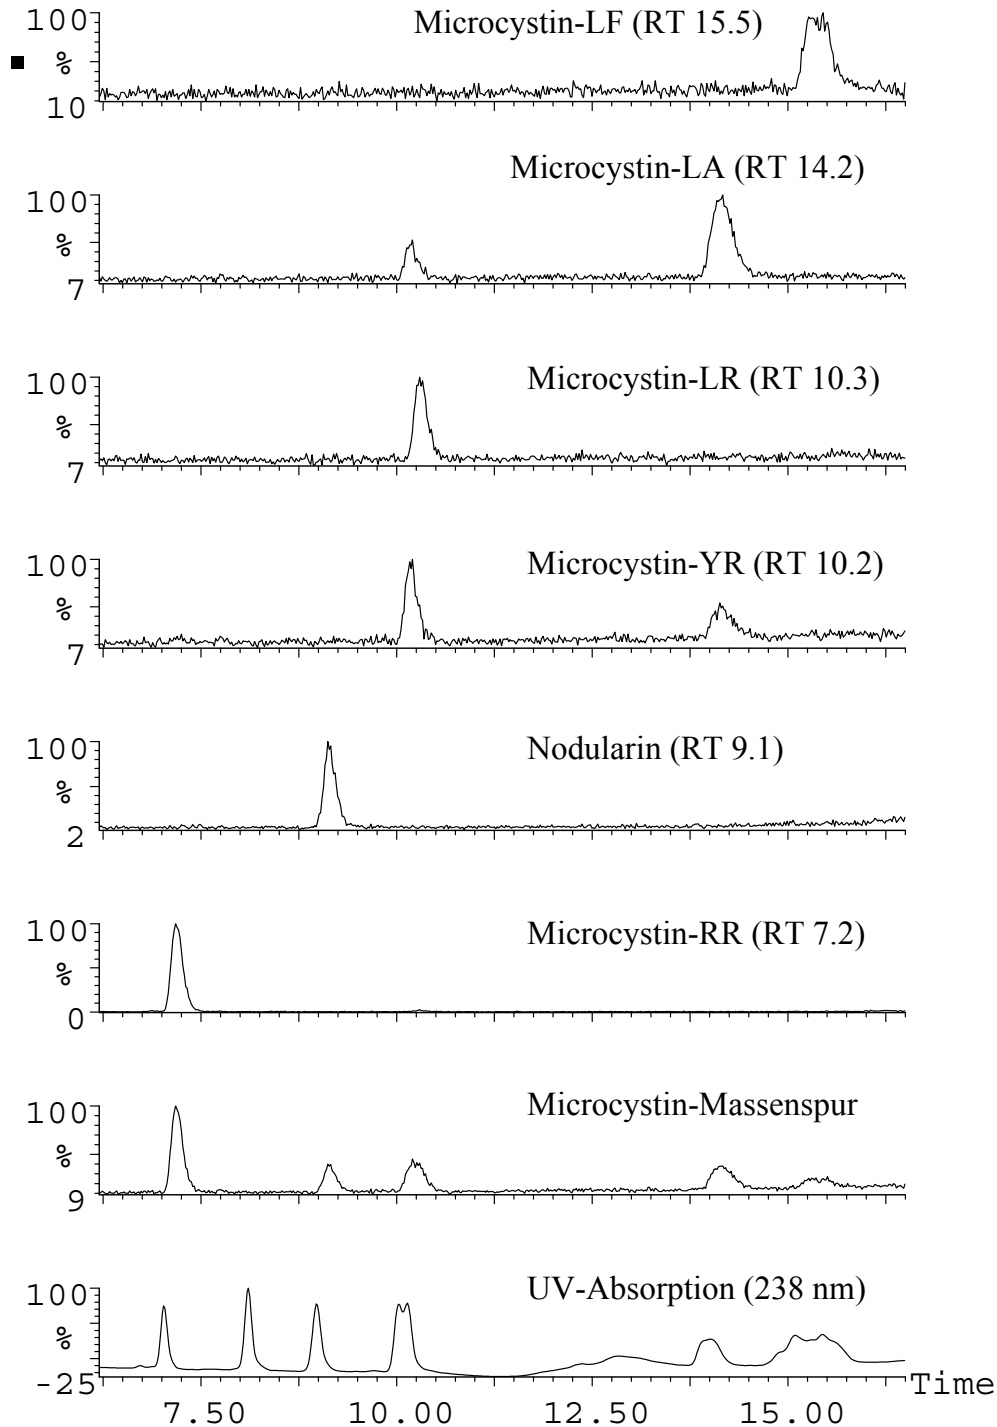 Microcystin-LF (RT 15.5)
100
%
10
Microcystin-LA (RT 14.2)
100
%
7
Microcystin-LR (RT 10.3)
100
%
7
Microcystin-YR (RT 10.2)
100
%
7
Nodularin (RT 9.1)
100
%
2
Microcystin-RR (RT 7.2)
100
%
0
Microcystin-Massenspur
100
%
9
UV-Absorption (238 nm)
100
%
-25
Time
7.50 10.00 12.50 15.00